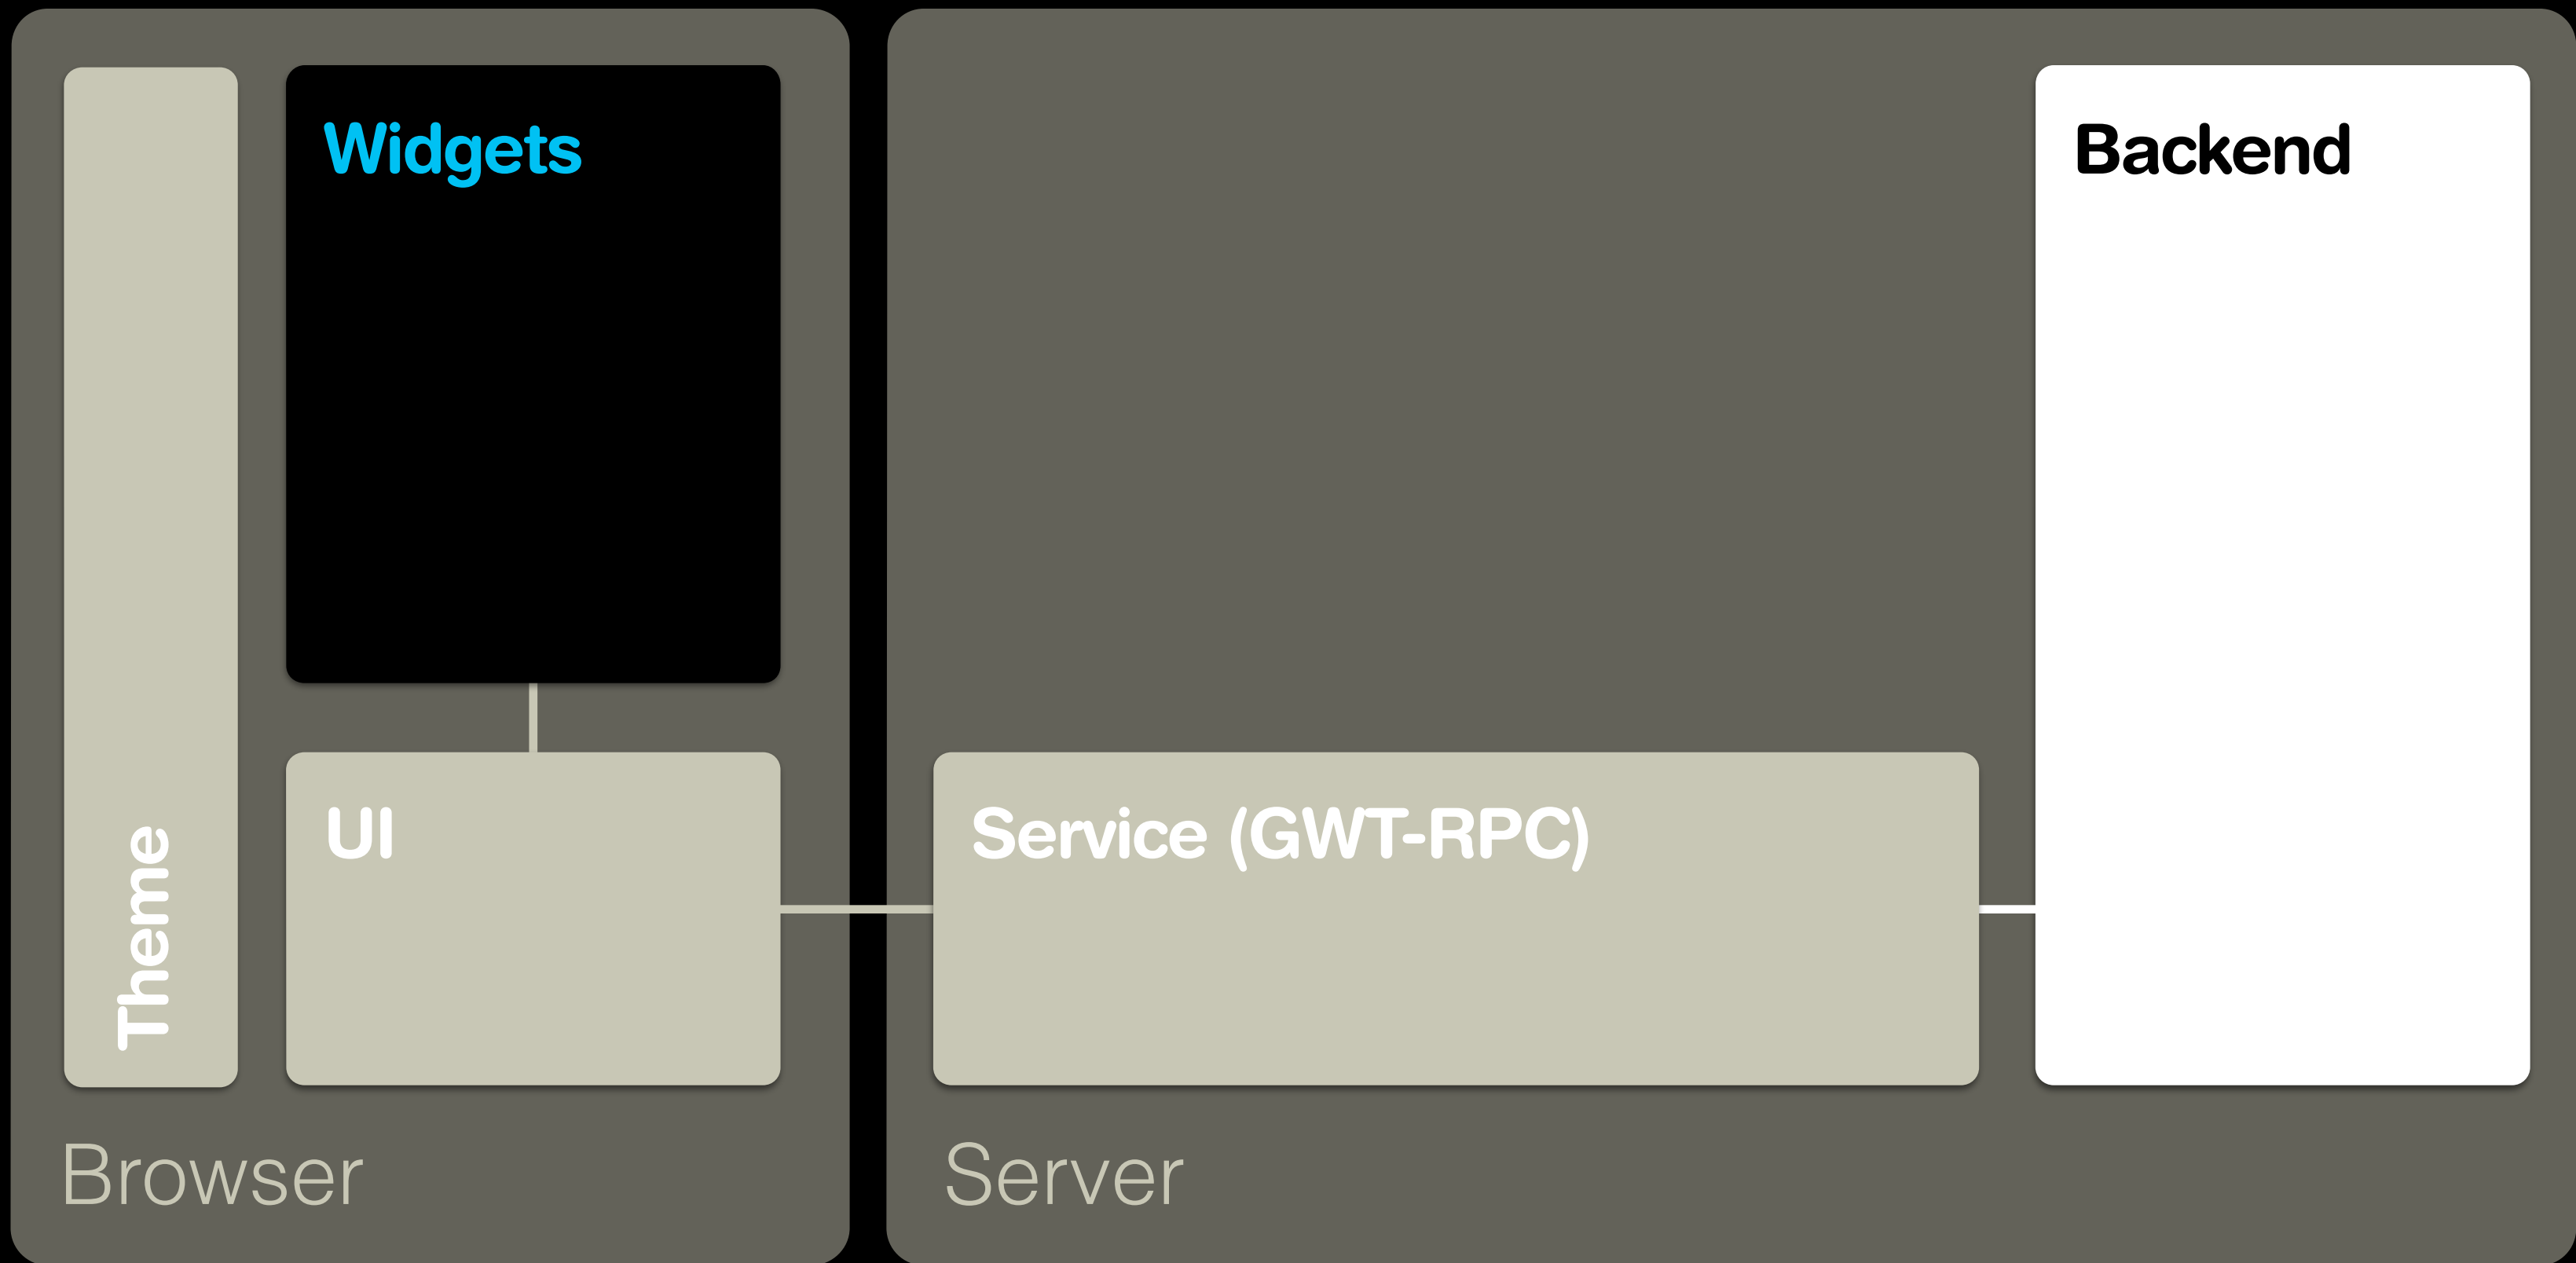 Widgets
Backend
Theme
UI
Service (GWT-RPC)
Browser
Server